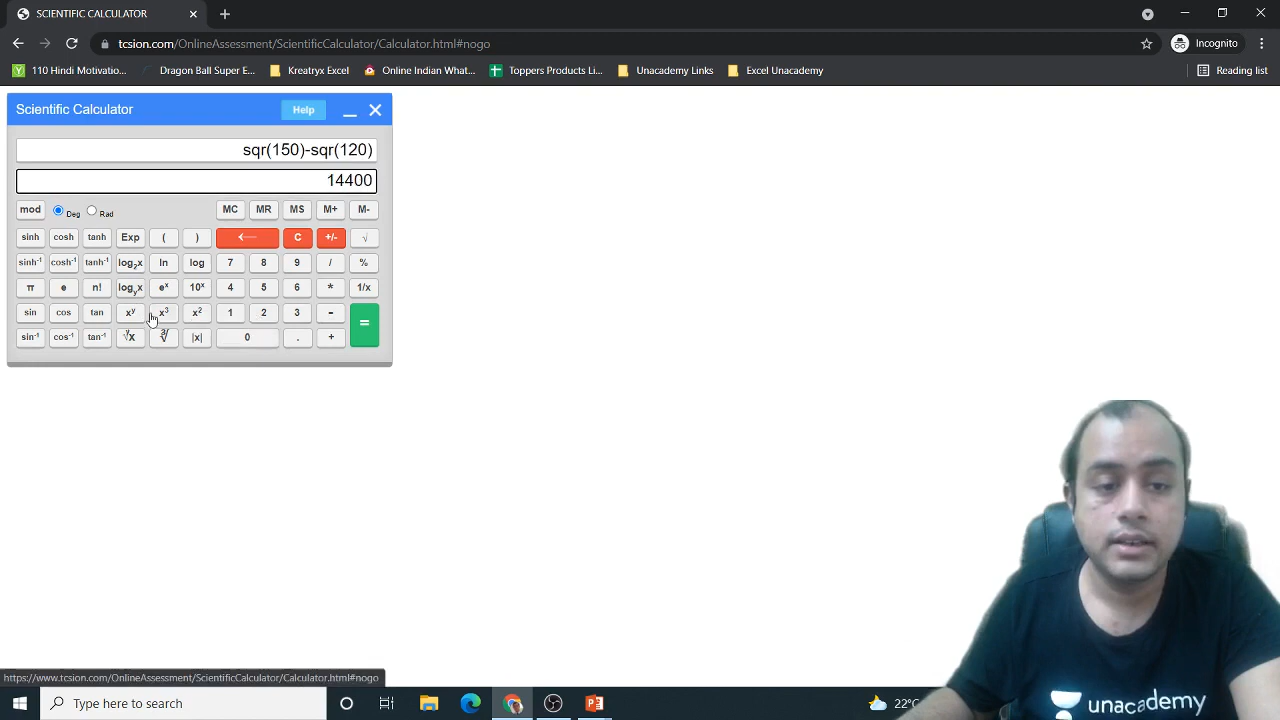 SCIENTIFIC CALCULATOR
tcsion.com/OnlineAssessment/ScientificCalculator/Calculator.html#nogo
Incognito
110 Hindi Motivatio...
Dragon Ball Super E...
Kreatryx Excel
Online Indian What...
Toppers Products Li...
Unacademy Links
Excel Unacademy
Reading list
Scientific Calculator
Help
sqr(150)-sqr(120)
14400
mod Deg Rad MC MR MS M+ M-
sinh cosh tanh Exp ( ) C +/- √
sinh-1 cosh-1 tanh-1 log2x ln log 7 8 9 / %
π e n! logyx ex 10x 4 5 6 * 1/x
sin cos tan xy x3 x2 1 2 3 - =
sin-1 cos-1 tan-1 y√x 3√ |x| 0 . +
https://www.tcsion.com/OnlineAssessment/ScientificCalculator/Calculator.html#nogo
unacademy
Type here to search
22°C